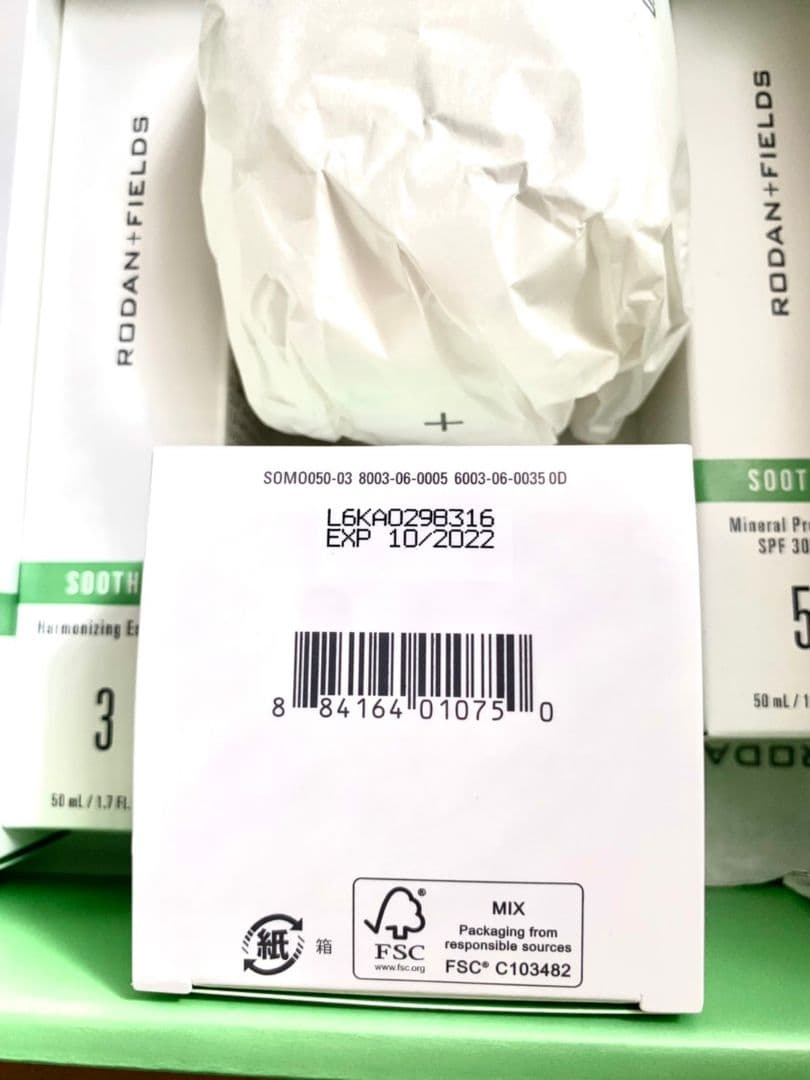 RODAN+FIELDS
RODAN+FIELDS
+
SOMO050-03 8003-06-0005 6003-06-0035 0D
L6KA0298316
EXP 10/2022
8 84164 01075 0
SOOTH
Harmonizing
3
50 mL / 1.7 FL.
SOOT
Mineral Pr
SPF 30
5
50 mL / 1
紙 箱
FSC®
www.fsc.org
MIX
Packaging from
responsible sources
FSC® C103482